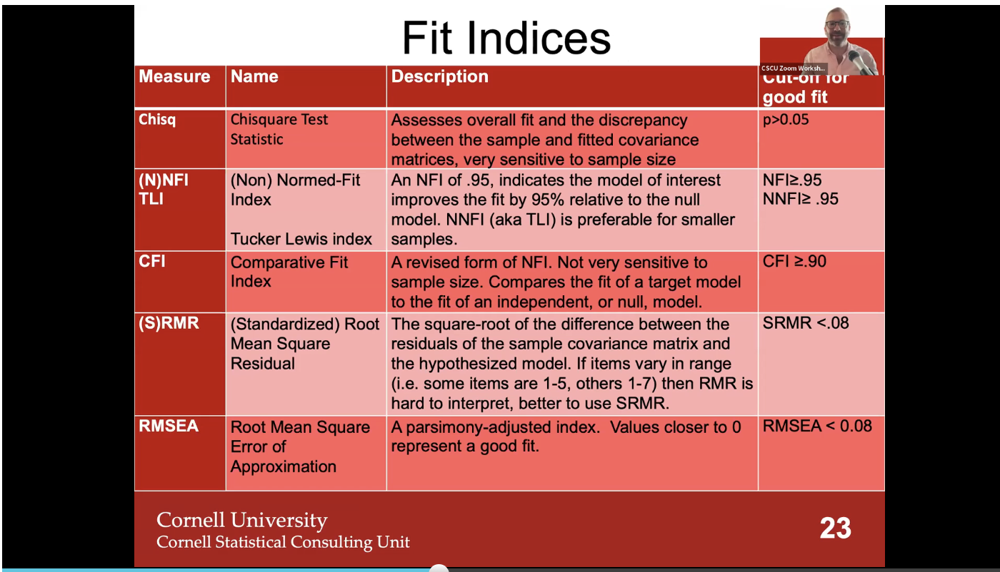 Fit Indices
CSCU Zoom Worksh...
Measure
Name
Description
Cut-off for
good fit
Chisq
Chisquare Test
Statistic
Assesses overall fit and the discrepancy
between the sample and fitted covariance
matrices, very sensitive to sample size
p>0.05
(N)NFI
TLI
(Non) Normed-Fit
Index
Tucker Lewis index
An NFI of .95, indicates the model of interest
improves the fit by 95% relative to the null
model. NNFI (aka TLI) is preferable for smaller
samples.
NFI≥.95
NNFI≥ .95
CFI
Comparative Fit
Index
A revised form of NFI. Not very sensitive to
sample size. Compares the fit of a target model
to the fit of an independent, or null, model.
CFI ≥.90
(S)RMR
(Standardized) Root
Mean Square
Residual
The square-root of the difference between the
residuals of the sample covariance matrix and
the hypothesized model. If items vary in range
(i.e. some items are 1-5, others 1-7) then RMR is
hard to interpret, better to use SRMR.
SRMR <.08
RMSEA
Root Mean Square
Error of
Approximation
A parsimony-adjusted index. Values closer to 0
represent a good fit.
RMSEA < 0.08
Cornell University
Cornell Statistical Consulting Unit
23